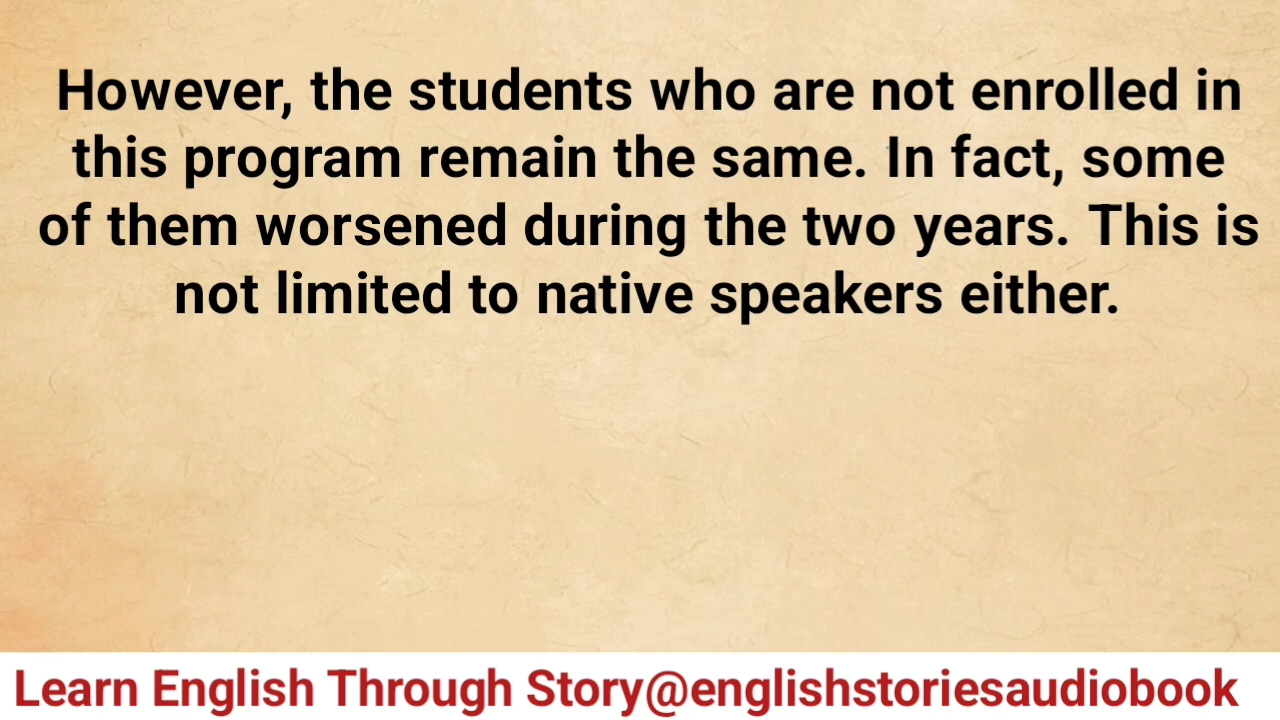 However, the students who are not enrolled in
this program remain the same. In fact, some
of them worsened during the two years. This is
not limited to native speakers either.
Learn English Through Story@englishstoriesaudiobook